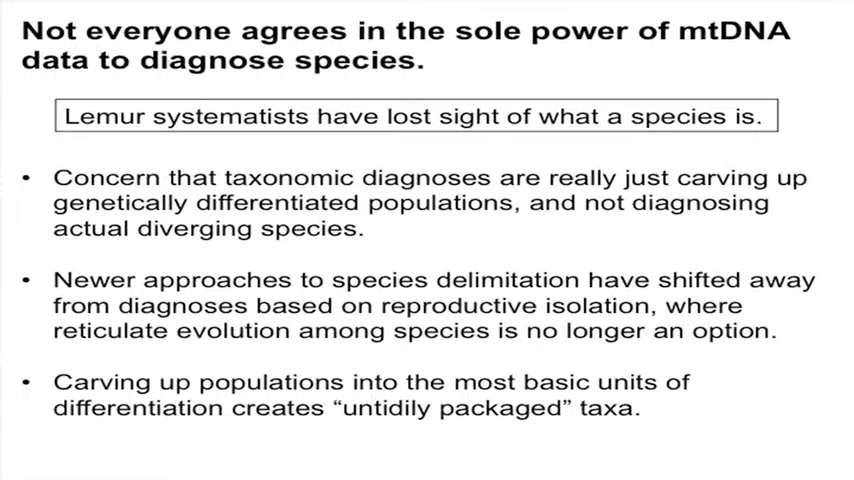 Not everyone agrees in the sole power of mtDNA
data to diagnose species.
Lemur systematists have lost sight of what a species is.
• Concern that taxonomic diagnoses are really just carving up
genetically differentiated populations, and not diagnosing
actual diverging species.
• Newer approaches to species delimitation have shifted away
from diagnoses based on reproductive isolation, where
reticulate evolution among species is no longer an option.
• Carving up populations into the most basic units of
differentiation creates “untidily packaged” taxa.